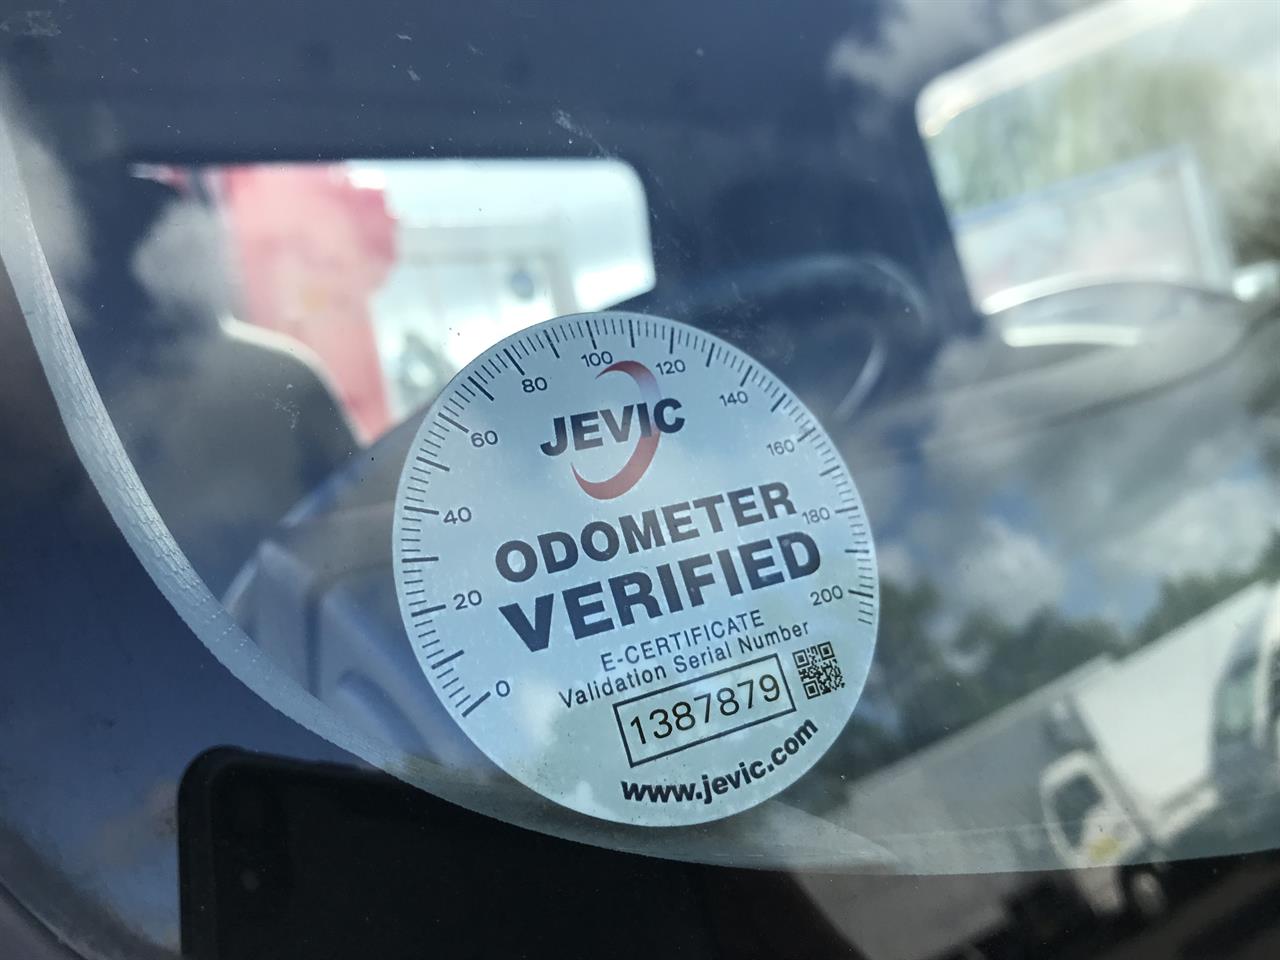 0
20
40
60
80
100
120
140
160
180
200
JEVIC
ODOMETER
VERIFIED
E-CERTIFICATE
Validation Serial Number
1387879
www.jevic.com